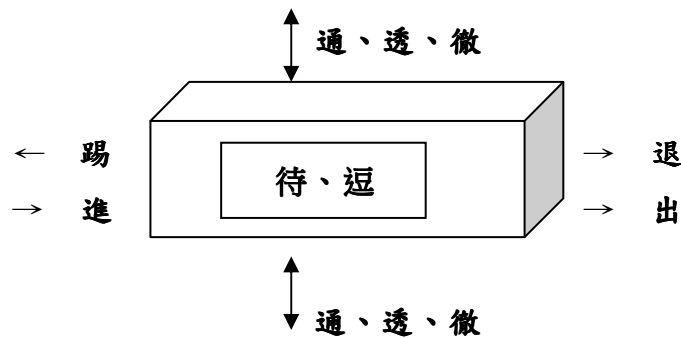 通、透、徹
← 踢 → 退
待、逗
→ 進 → 出
通、透、徹